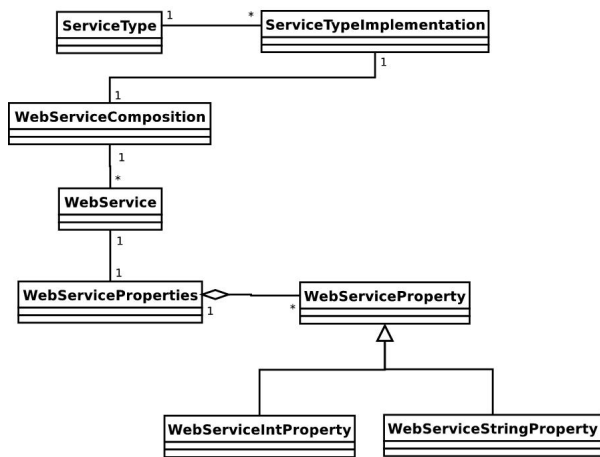 ServiceType
1
*
ServiceTypeImplementation
1
1
WebServiceComposition
1
*
WebService
1
1
WebServiceProperties
1
*
WebServiceProperty
WebServiceIntProperty
WebServiceStringProperty